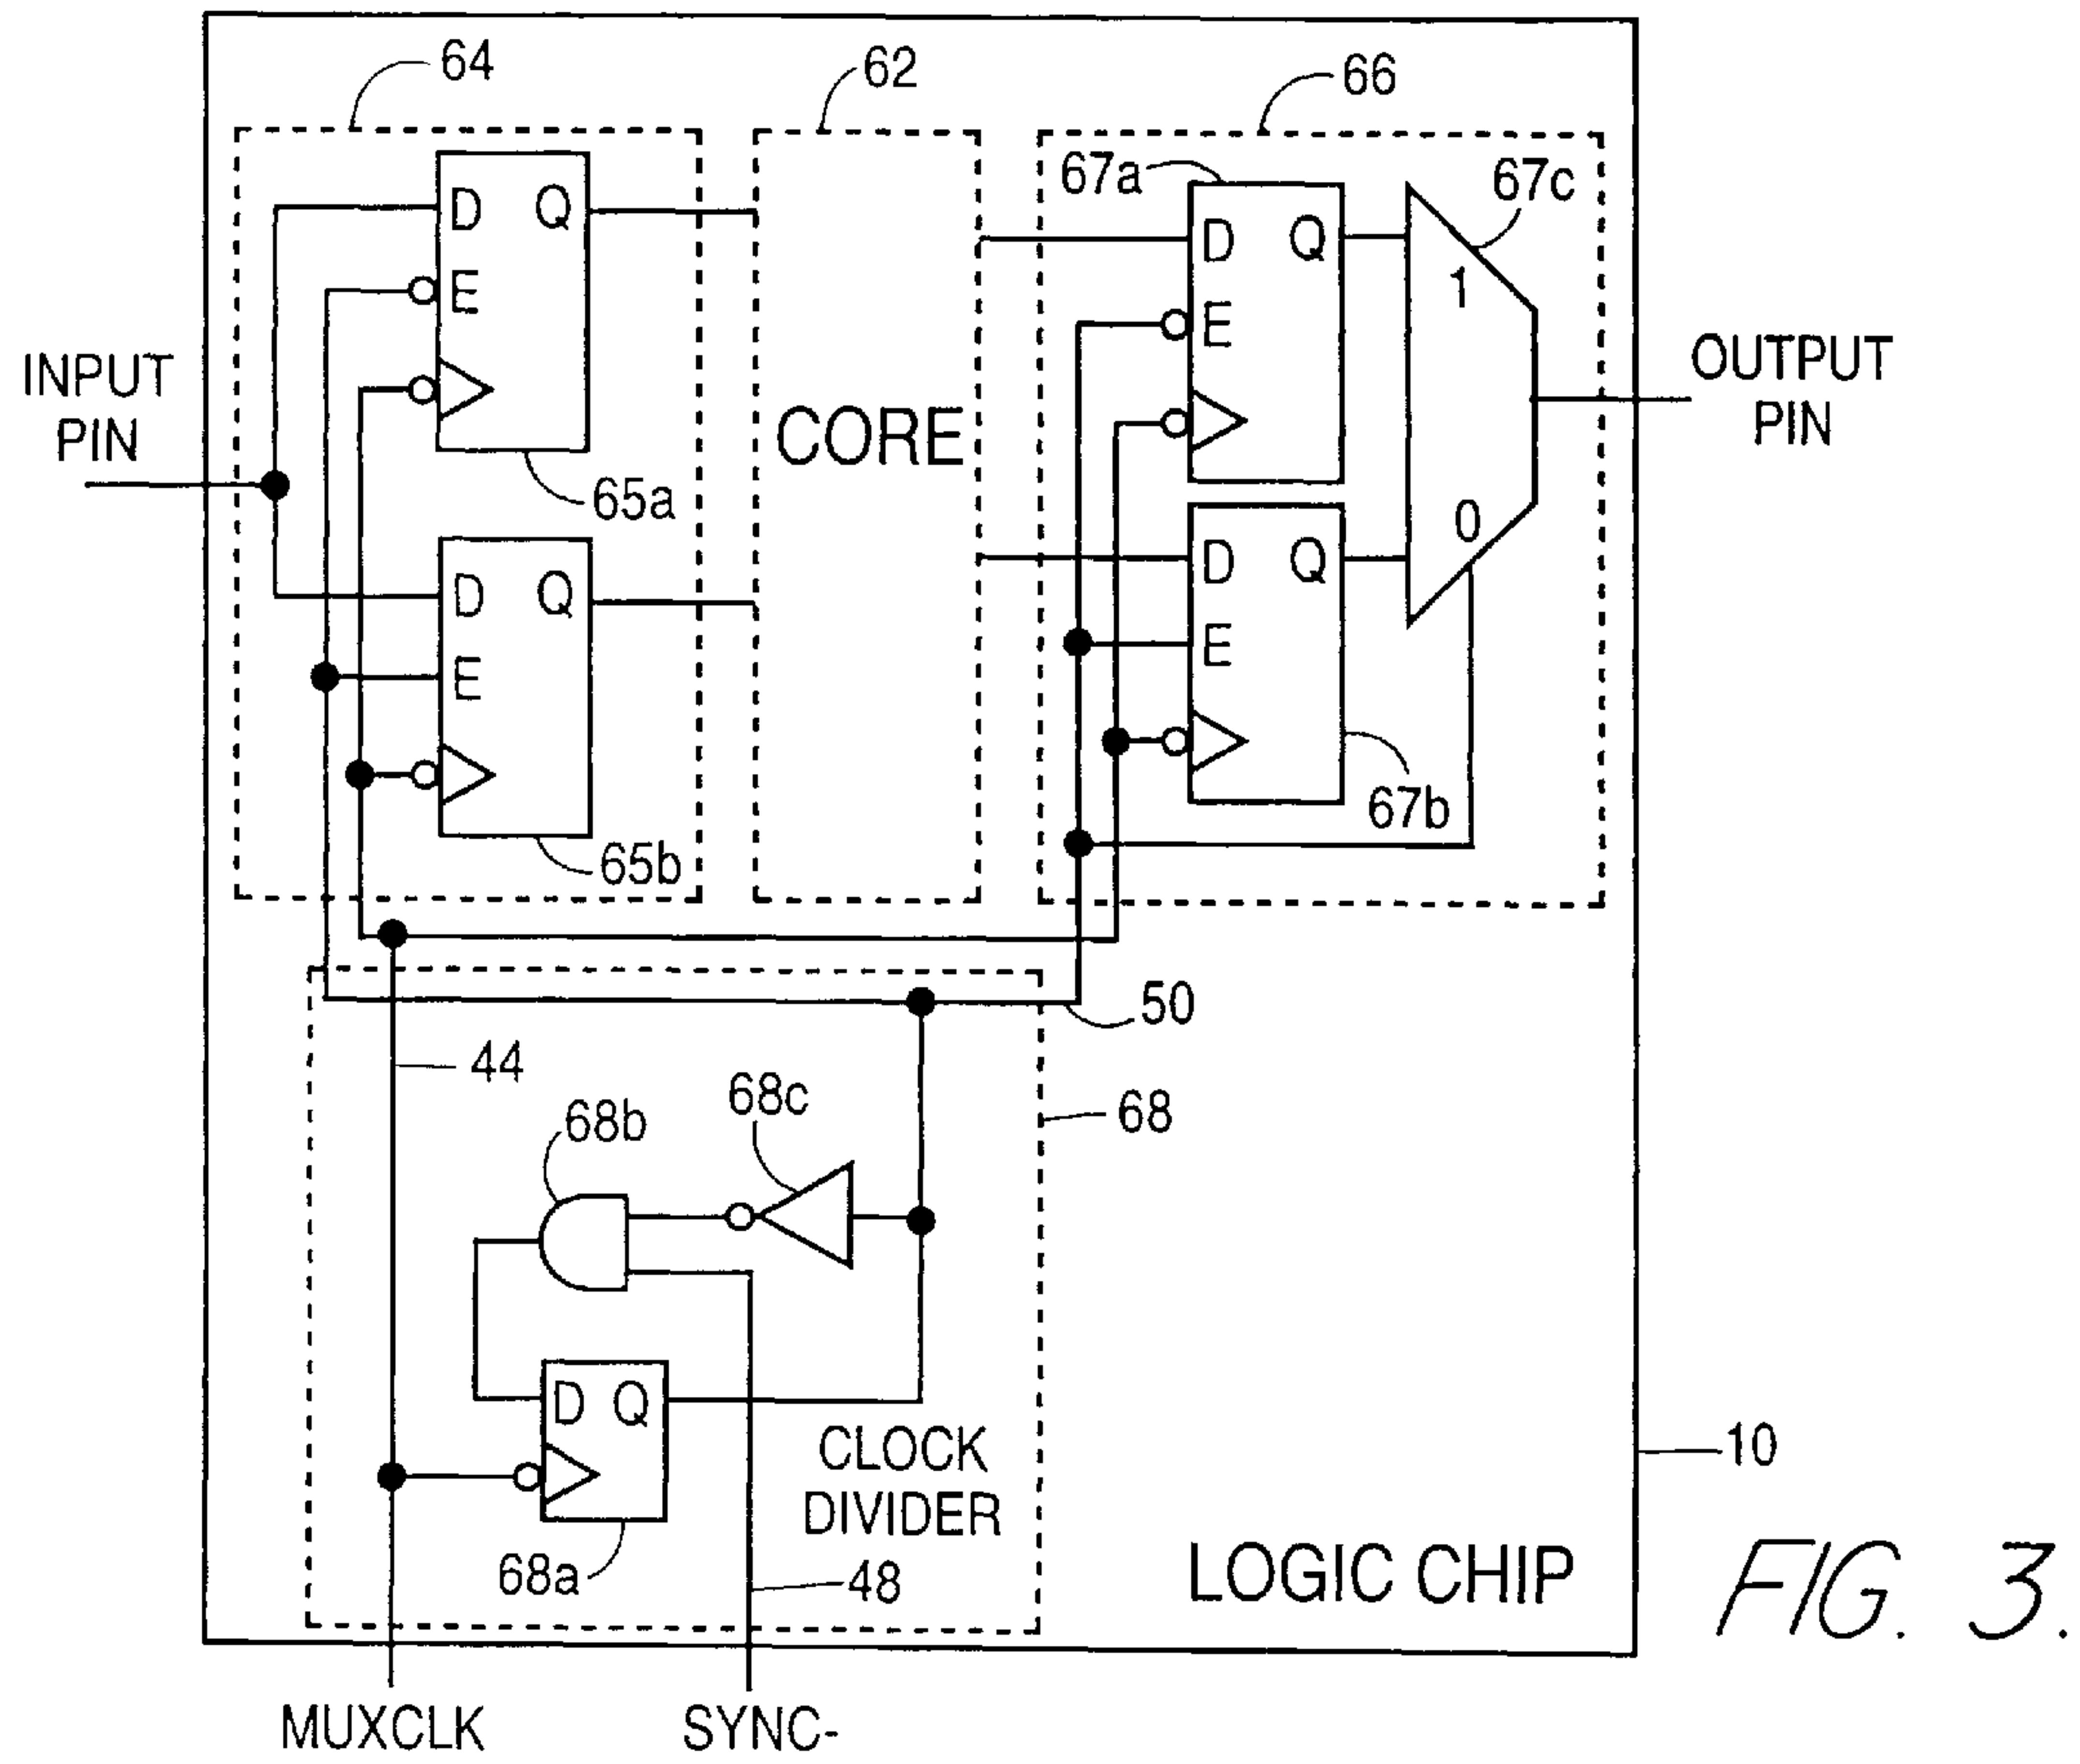 64
62
66
67a
67c
D Q
E
D Q
E
1
INPUT
PIN
CORE
OUTPUT
PIN
65a
0
D Q
E
D Q
E
67b
65b
50
44
68
68c
68b
D Q
CLOCK
DIVIDER
68a
48
10
LOGIC CHIP
FIG. 3.
MUXCLK
SYNC-